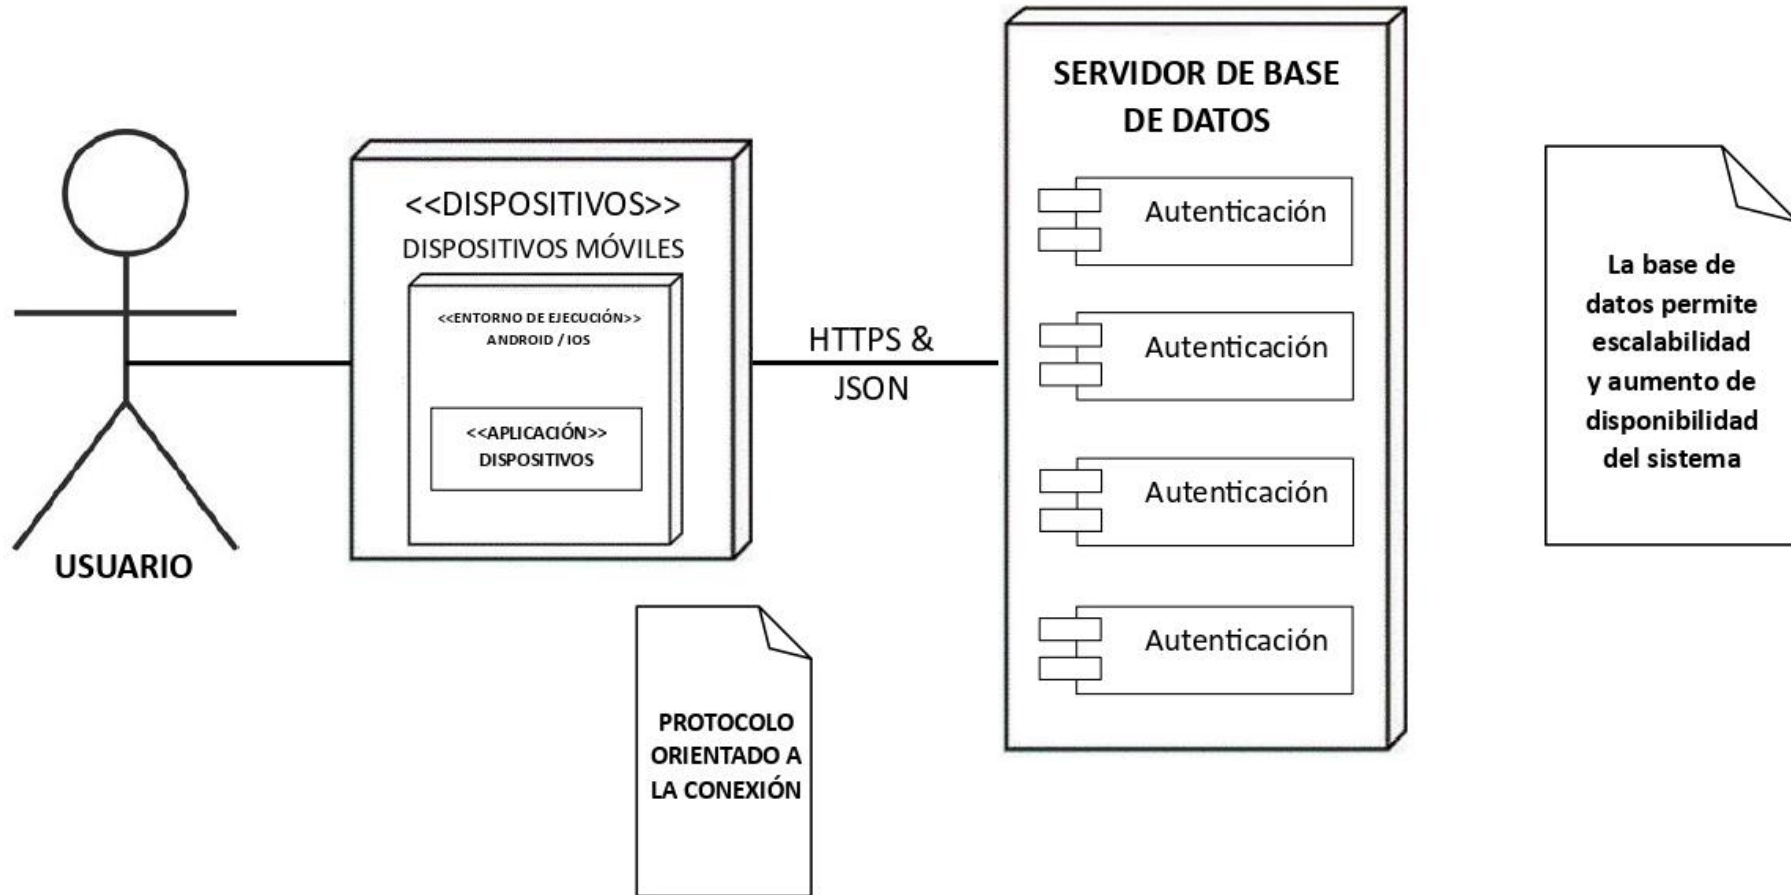 USUARIO
<<DISPOSITIVOS>>
DISPOSITIVOS MÓVILES
<<ENTORNO DE EJECUCIÓN>>
ANDROID / IOS
<<APLICACIÓN>>
DISPOSITIVOS
HTTPS &
JSON
PROTOCOLO
ORIENTADO A
LA CONEXIÓN
SERVIDOR DE BASE
DE DATOS
Autenticación
Autenticación
Autenticación
Autenticación
La base de
datos permite
escalabilidad
y aumento de
disponibilidad
del sistema